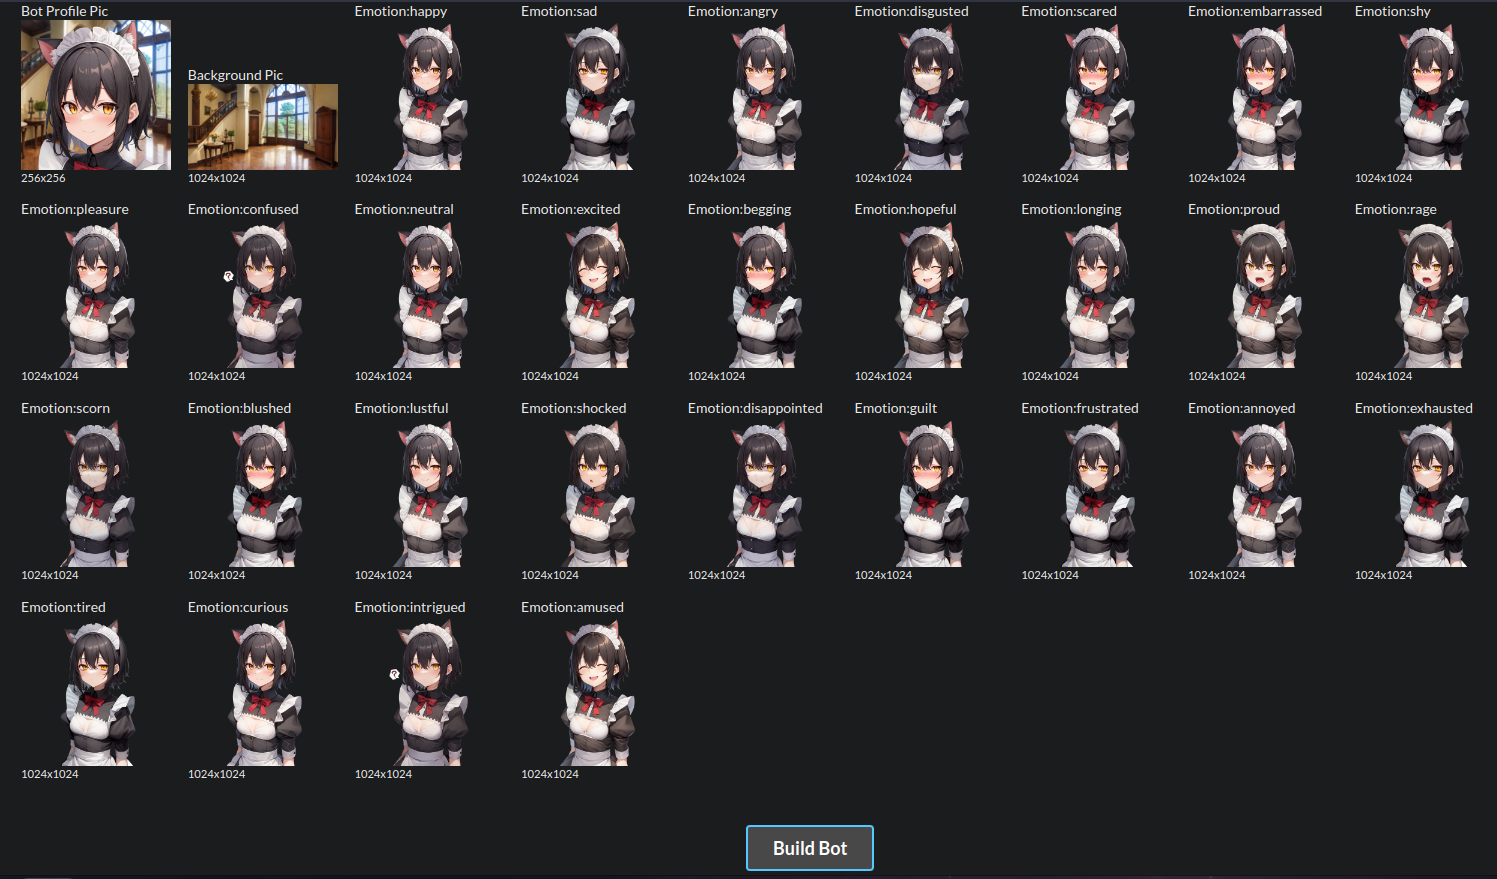 Bot Profile Pic
256x256
Background Pic
1024x1024
Emotion:happy
1024x1024
Emotion:sad
1024x1024
Emotion:angry
1024x1024
Emotion:disgusted
1024x1024
Emotion:scared
1024x1024
Emotion:embarrassed
1024x1024
Emotion:shy
1024x1024
Emotion:pleasure
1024x1024
Emotion:confused
?
1024x1024
Emotion:neutral
1024x1024
Emotion:excited
1024x1024
Emotion:begging
1024x1024
Emotion:hopeful
1024x1024
Emotion:longing
1024x1024
Emotion:proud
1024x1024
Emotion:rage
1024x1024
Emotion:scorn
1024x1024
Emotion:blushed
1024x1024
Emotion:lustful
1024x1024
Emotion:shocked
1024x1024
Emotion:disappointed
1024x1024
Emotion:guilt
1024x1024
Emotion:frustrated
1024x1024
Emotion:annoyed
1024x1024
Emotion:exhausted
1024x1024
Emotion:tired
1024x1024
Emotion:curious
1024x1024
Emotion:intrigued
?
1024x1024
Emotion:amused
1024x1024
Build Bot